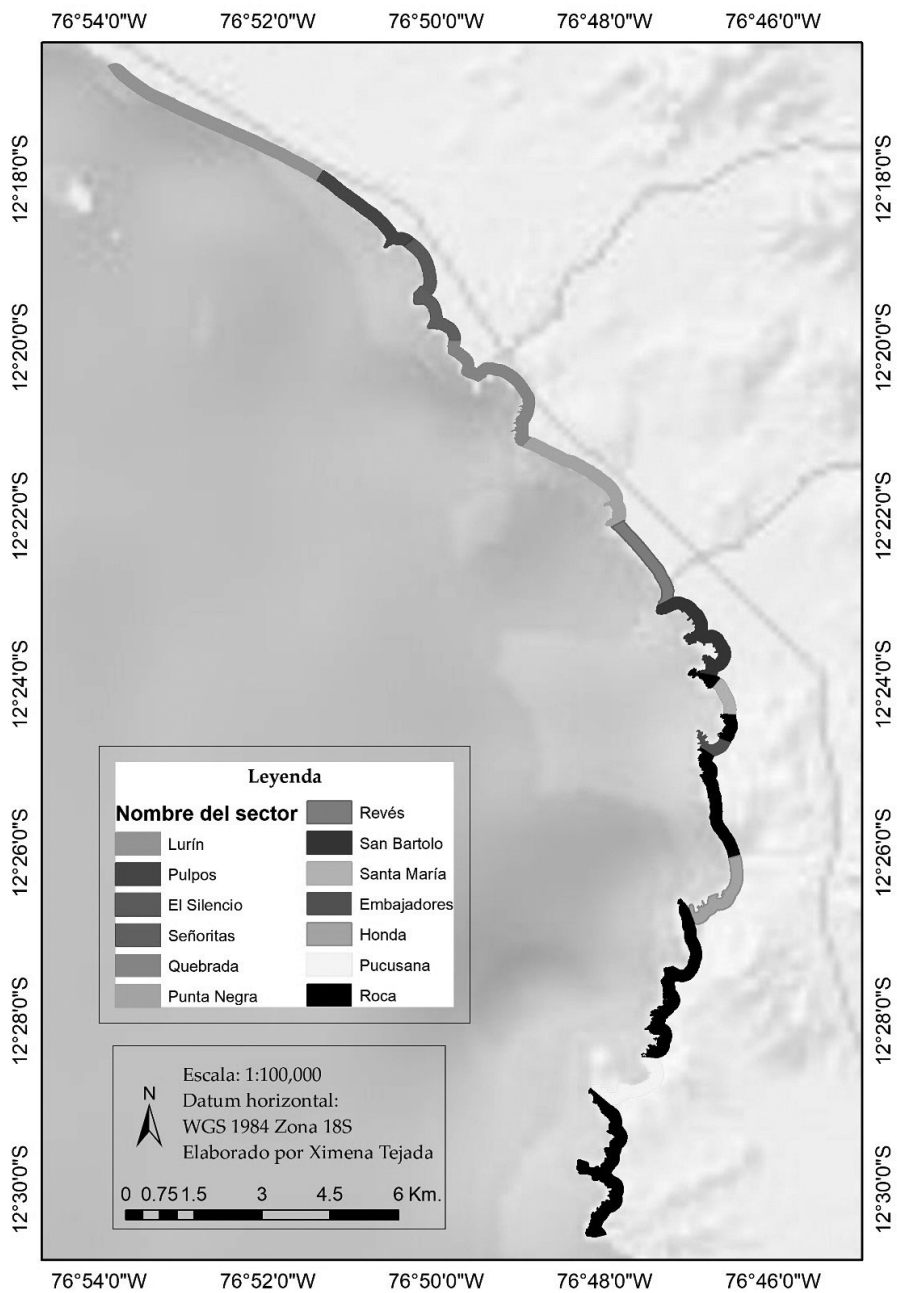 76°54'0"W 76°52'0"W 76°50'0"W 76°48'0"W 76°46'0"W
12°18'0"S 12°18'0"S
12°20'0"S 12°20'0"S
12°22'0"S 12°22'0"S
12°24'0"S 12°24'0"S
12°26'0"S 12°26'0"S
12°28'0"S 12°28'0"S
12°30'0"S 12°30'0"S
Leyenda
Nombre del sector
Lurín
Pulpos
El Silencio
Señoritas
Quebrada
Punta Negra
Revés
San Bartolo
Santa María
Embajadores
Honda
Pucusana
Roca
N
Escala: 1:100,000
Datum horizontal:
WGS 1984 Zona 18S
Elaborado por Ximena Tejada
0 0.75 1.5 3 4.5 6 Km.
76°54'0"W 76°52'0"W 76°50'0"W 76°48'0"W 76°46'0"W